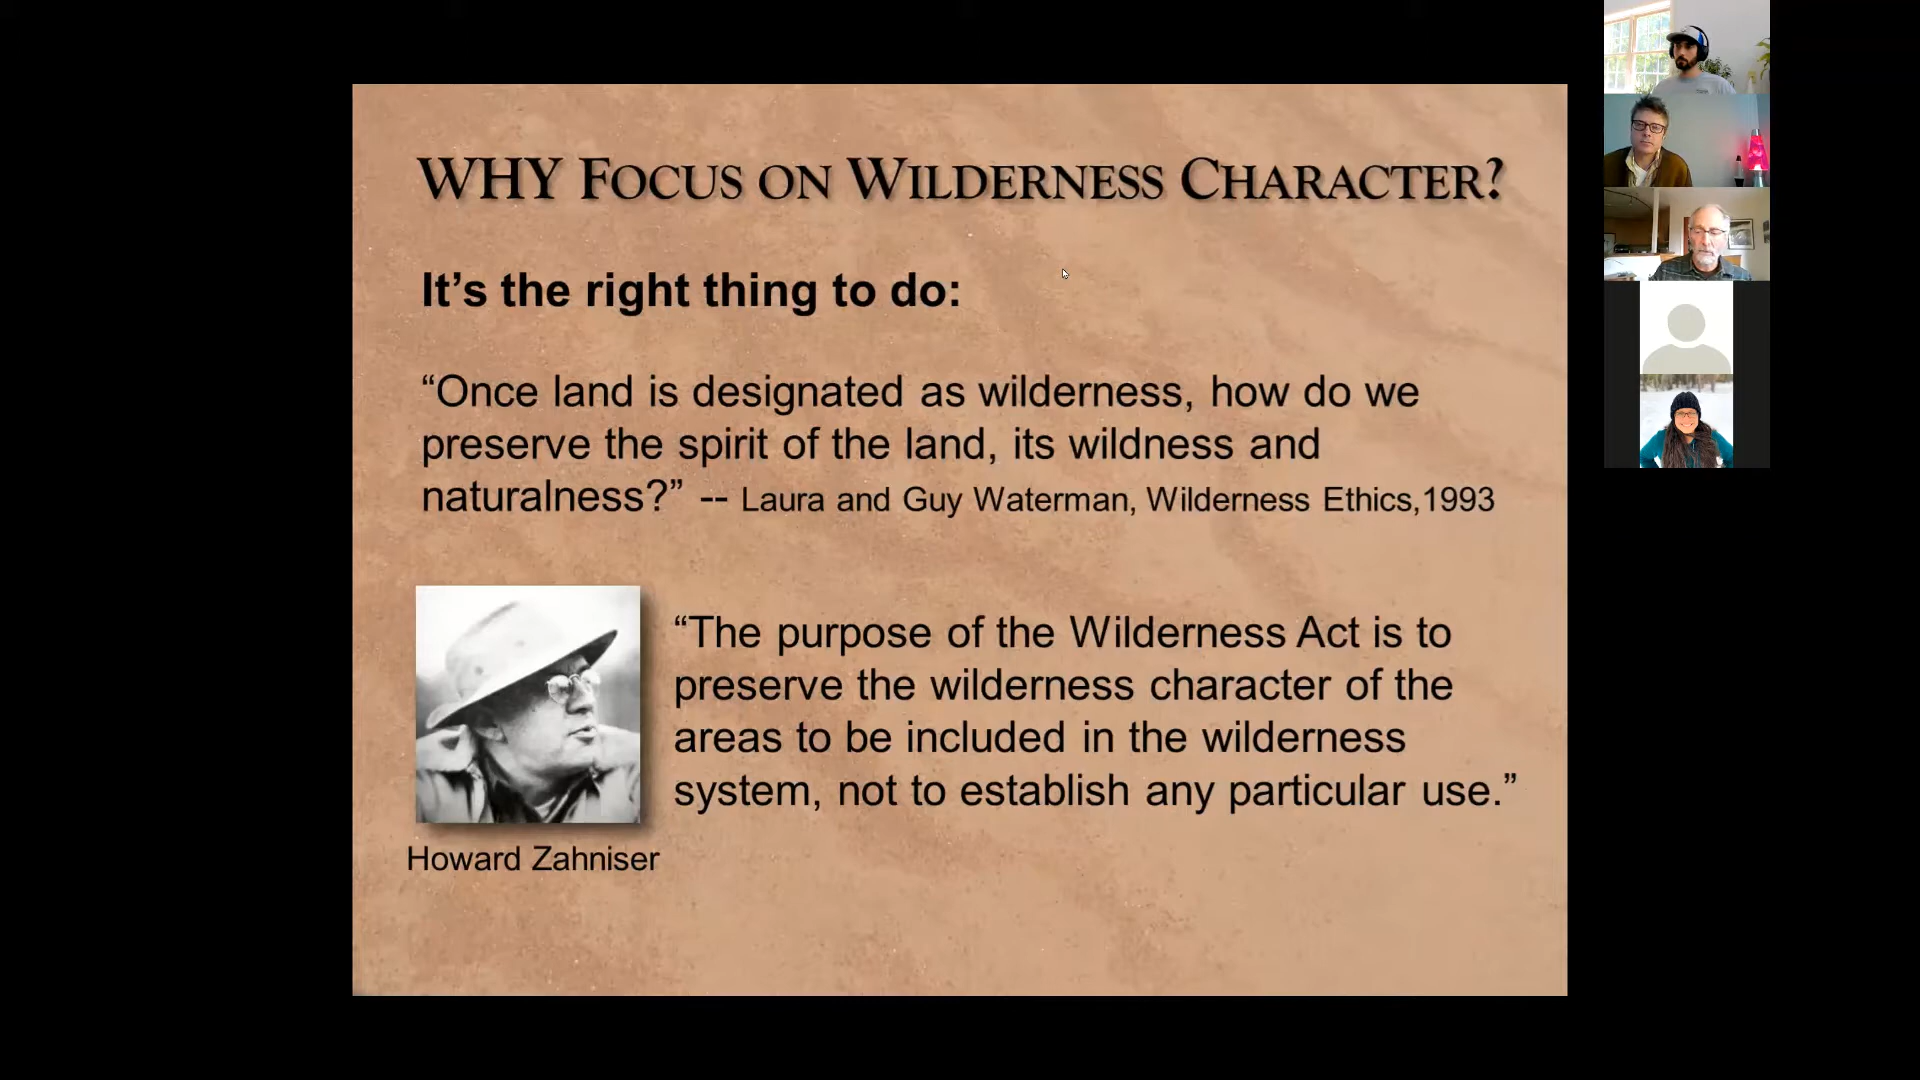 WHY FOCUS ON WILDERNESS CHARACTER?
It’s the right thing to do:
“Once land is designated as wilderness, how do we
preserve the spirit of the land, its wildness and
naturalness?” -- Laura and Guy Waterman, Wilderness Ethics,1993
“The purpose of the Wilderness Act is to
preserve the wilderness character of the
areas to be included in the wilderness
system, not to establish any particular use.”
Howard Zahniser